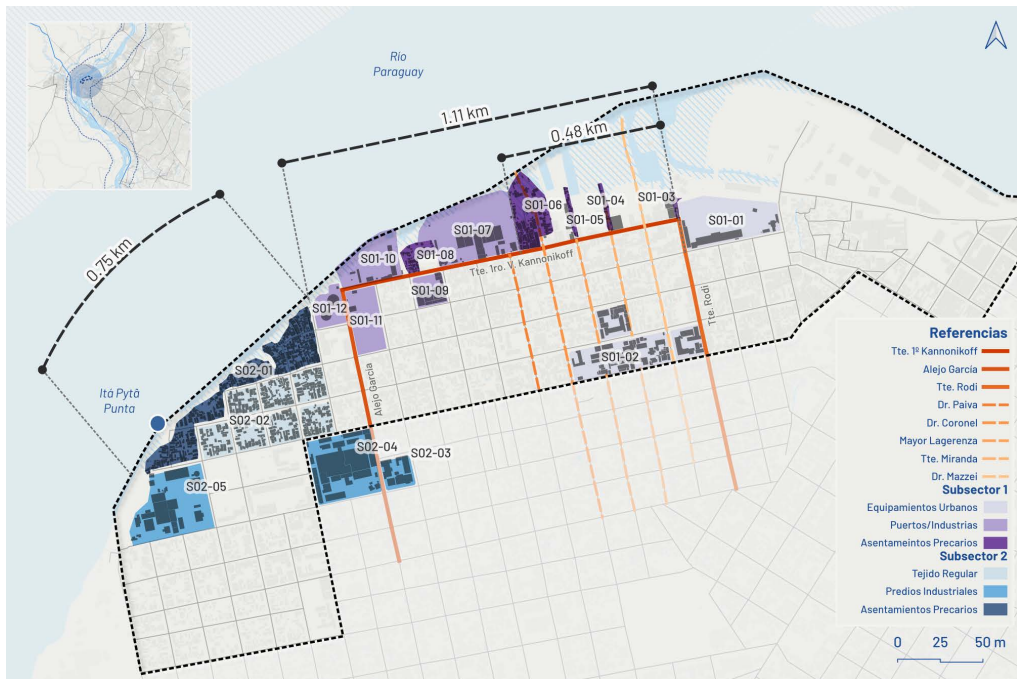 Río
Paraguay
1.11 km
0.48 km
0.75 km
S01-03
S01-04
S01-06
S01-05
S01-01
S01-07
S01-08
S01-10
Tte. 1ro. V. Kannonikoff
S01-09
S01-12
S01-11
Tte. Rodi
S01-02
S02-01
Alejo García
Itá Pytã
Punta
S02-02
S02-04
S02-03
S02-05
Referencias
Tte. 1º Kannonikoff
Alejo García
Tte. Rodi
Dr. Paiva
Dr. Coronel
Mayor Lagerenza
Tte. Miranda
Dr. Mazzei
Subsector 1
Equipamientos Urbanos
Puertos/Industrias
Asentameintos Precarios
Subsector 2
Tejido Regular
Predios Industriales
Asentamientos Precarios
0 25 50 m